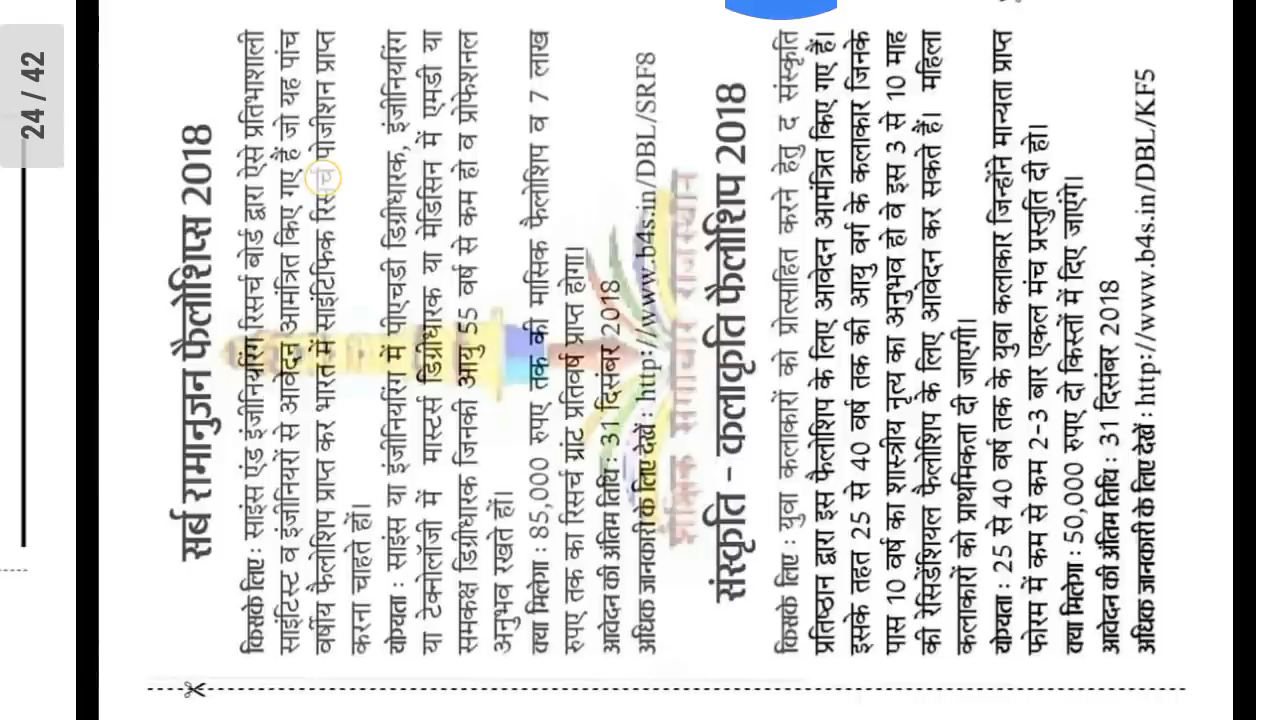 24 / 42
सर्ब रामानुजन फैलोशिप्स 2018
किसके लिए : साइंस एंड इंजीनियरिंग रिसर्च बोर्ड द्वारा ऐसे प्रतिभाशाली
साइंटिस्ट व इंजीनियरों से आवेदन आमंत्रित किए गए हैं जो यह पांच
वर्षीय फैलोशिप प्राप्त कर भारत में साइंटिफिक रिसर्च पोजीशन प्राप्त
करना चाहते हों।
योग्यता : साइंस या इंजीनियरिंग में पीएचडी डिग्रीधारक, इंजीनियरिंग
या टेक्नोलॉजी में मास्टर्स डिग्रीधारक या मेडिसिन में एमडी या
समकक्ष डिग्रीधारक जिनकी आयु 55 वर्ष से कम हो व प्रोफेशनल
अनुभव रखते हों।
क्या मिलेगा : 85,000 रुपए तक की मासिक फैलोशिप व 7 लाख
रुपए तक का रिसर्च ग्रांट प्रतिवर्ष प्राप्त होगा।
आवेदन की अंतिम तिथि : 31 दिसंबर 2018
अधिक जानकारी के लिए देखें : http://www.b4s.in/DBL/SRF8
शैक्षिक समाचार राजस्थान
संस्कृति - कलाकृति फैलोशिप 2018
किसके लिए : युवा कलाकारों को प्रोत्साहित करने हेतु द संस्कृति
प्रतिष्ठान द्वारा इस फैलोशिप के लिए आवेदन आमंत्रित किए गए हैं।
इसके तहत 25 से 40 वर्ष तक की आयु वर्ग के कलाकार जिनके
पास 10 वर्ष का शास्त्रीय नृत्य का अनुभव हो वे इस 3 से 10 माह
की रेसिडेंशियल फैलोशिप के लिए आवेदन कर सकते हैं। महिला
कलाकारों को प्राथमिकता दी जाएगी।
योग्यता : 25 से 40 वर्ष तक के युवा कलाकार जिन्होंने मान्यता प्राप्त
फोरम में कम से कम 2-3 बार एकल मंच प्रस्तुति दी हो।
क्या मिलेगा : 50,000 रुपए दो किस्तों में दिए जाएंगे।
आवेदन की अंतिम तिथि : 31 दिसंबर 2018
अधिक जानकारी के लिए देखें : http://www.b4s.in/DBL/KF5